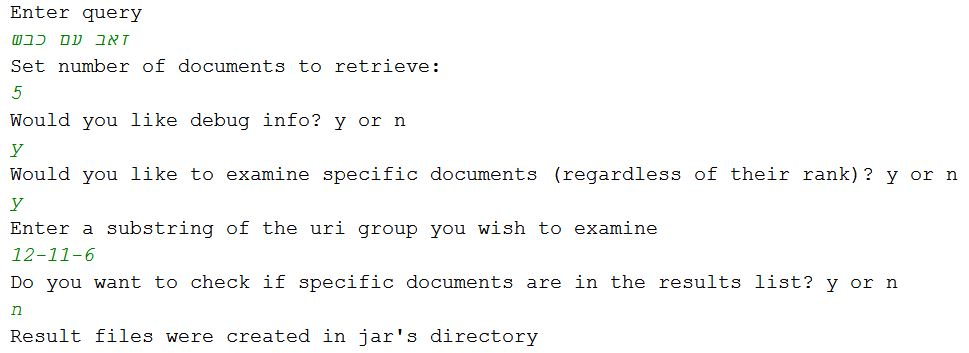 Enter query
זאב עם כבש
Set number of documents to retrieve:
5
Would you like debug info? y or n
y
Would you like to examine specific documents (regardless of their rank)? y or n
y
Enter a substring of the uri group you wish to examine
12-11-6
Do you want to check if specific documents are in the results list? y or n
n
Result files were created in jar's directory